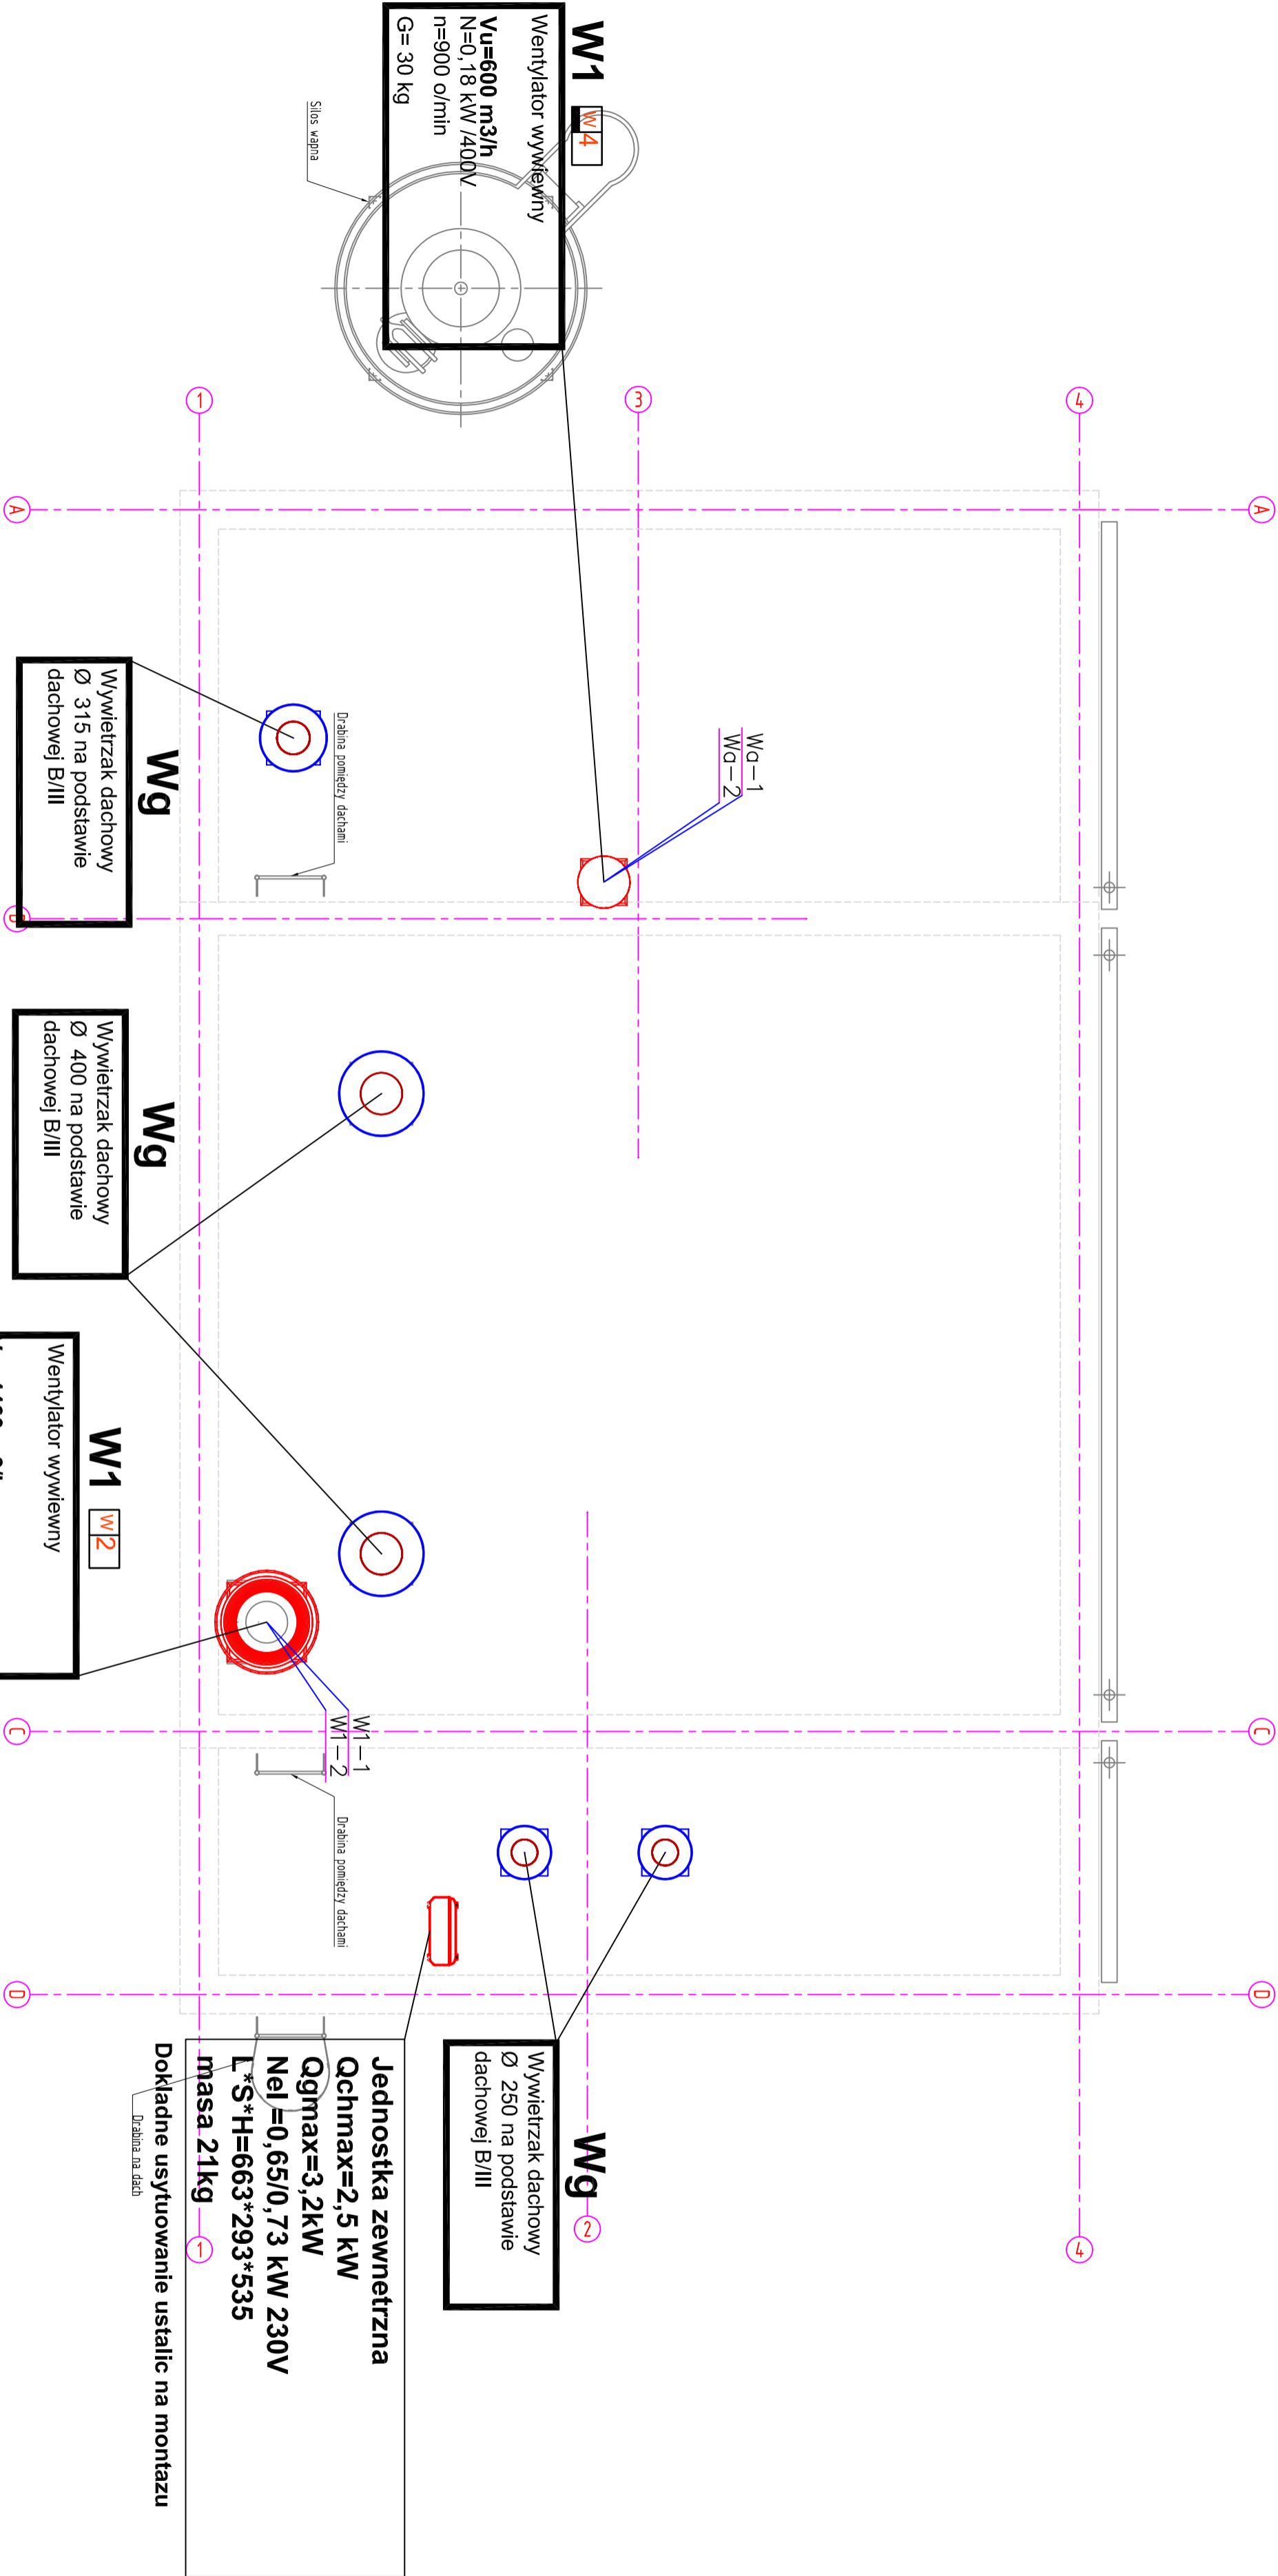 W1
W 4
Wentylator wywiewny
Vu=600 m3/h
N=0,18 kW /400V
n=900 o/min
G= 30 kg
Silos wapna
1
3
4
A
A
Wg
Wywietrzak dachowy
Ø 315 na podstawie
dachowej B/III
Drabina pomiędzy dachami
Wa-1
Wa-2
Wg
Wywietrzak dachowy
Ø 400 na podstawie
dachowej B/III
W1
W 2
Wentylator wywiewny
W1-1
W1-2
C
C
Drabina pomiędzy dachami
D
D
Wg
Wywietrzak dachowy
Ø 250 na podstawie
dachowej B/III
2
1
4
Jednostka zewnetrzna
Qchmax=2,5 kW
Qgmax=3,2kW
Nel =0,65/0,73 kW 230V
L*S*H=663*293*535
masa 21kg
Dokladne usytuowanie ustalic na montazu
Drabina na dach